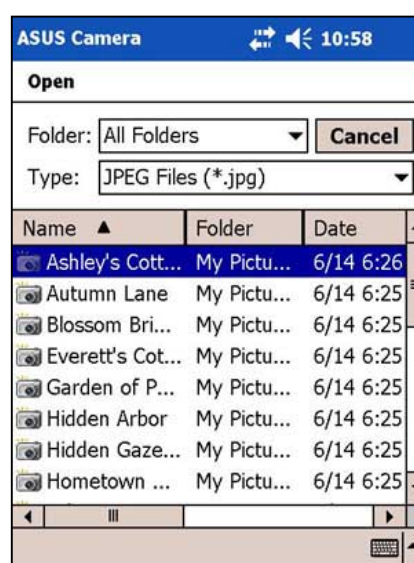 ASUS Camera 10:58
Open
Folder: All Folders Cancel
Type: JPEG Files (*.jpg)
Name Folder Date
Ashley's Cott... My Pictu... 6/14 6:26
Autumn Lane My Pictu... 6/14 6:25
Blossom Bri... My Pictu... 6/14 6:25
Everett's Cot... My Pictu... 6/14 6:25
Garden of P... My Pictu... 6/14 6:25
Hidden Arbor My Pictu... 6/14 6:25
Hidden Gaze... My Pictu... 6/14 6:25
Hometown ... My Pictu... 6/14 6:25